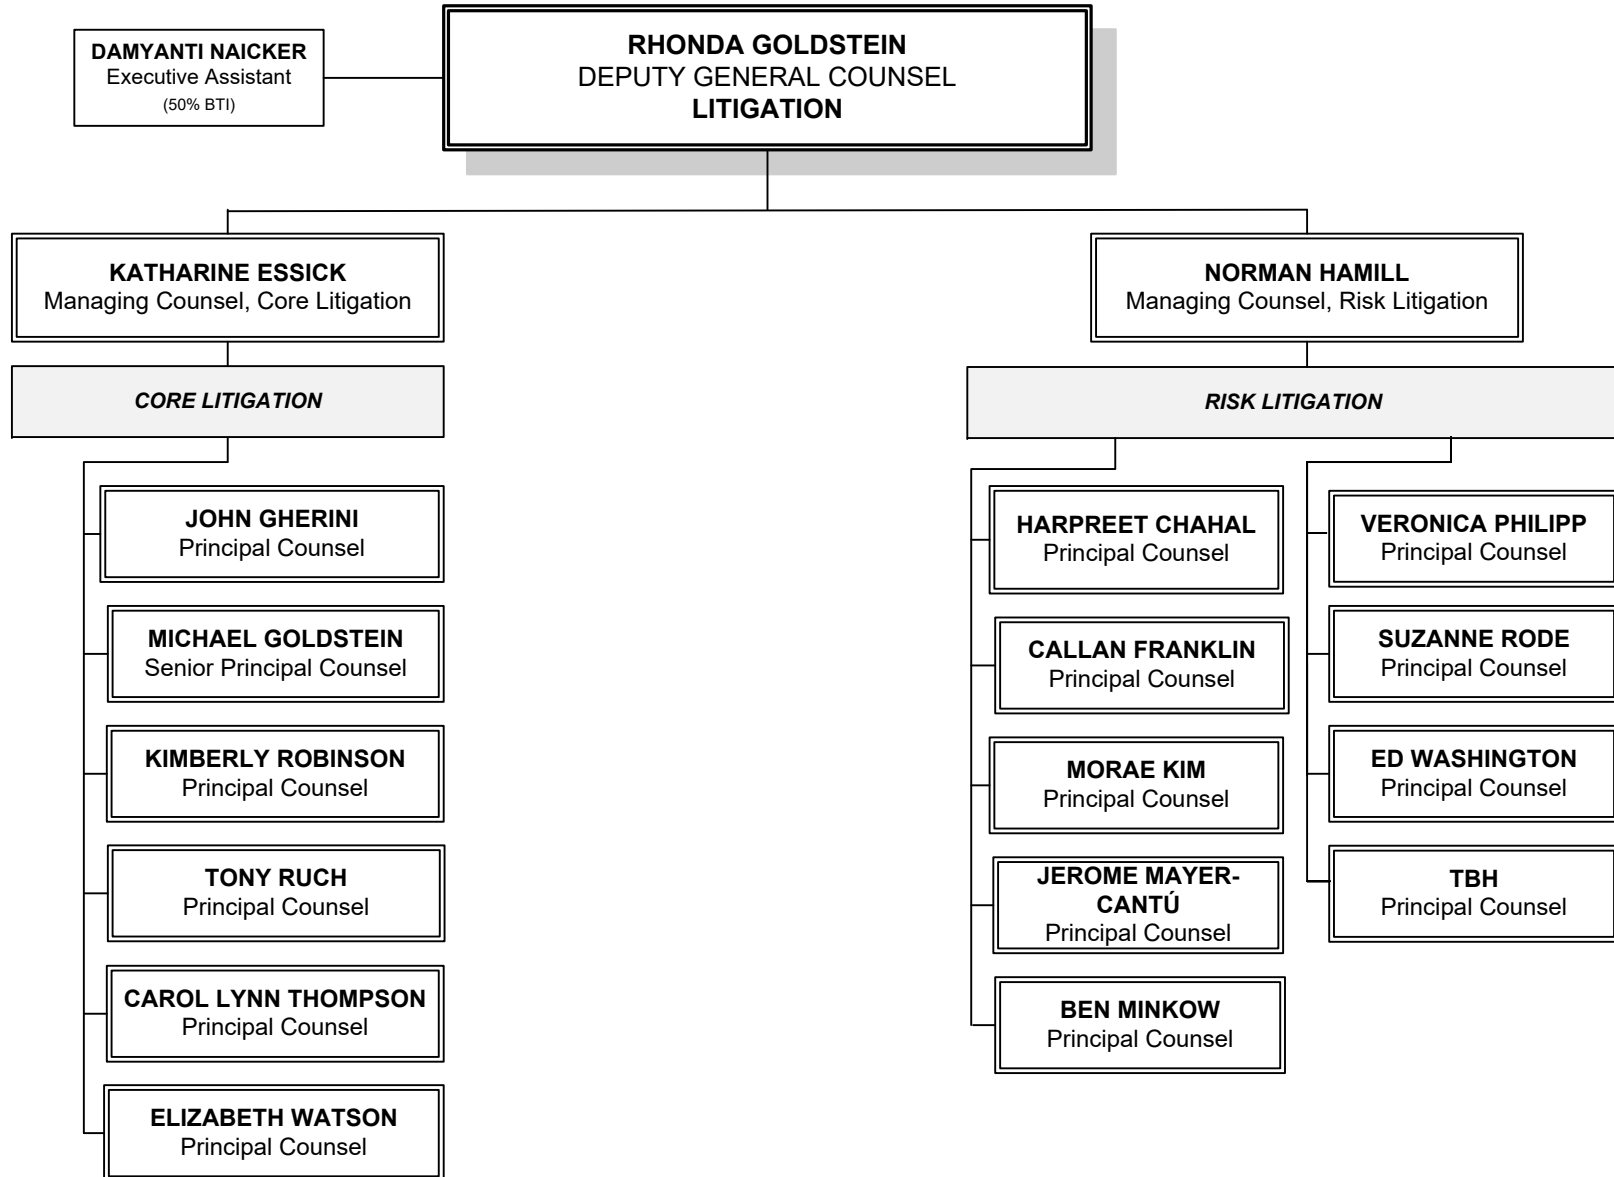 DAMYANTI NAICKER
Executive Assistant
(50% BTI)
RHONDA GOLDSTEIN
DEPUTY GENERAL COUNSEL
LITIGATION
KATHARINE ESSICK
Managing Counsel, Core Litigation
NORMAN HAMILL
Managing Counsel, Risk Litigation
CORE LITIGATION
JOHN GHERINI
Principal Counsel
MICHAEL GOLDSTEIN
Senior Principal Counsel
KIMBERLY ROBINSON
Principal Counsel
TONY RUCH
Principal Counsel
CAROL LYNN THOMPSON
Principal Counsel
ELIZABETH WATSON
Principal Counsel
RISK LITIGATION
HARPREET CHAHAL
Principal Counsel
CALLAN FRANKLIN
Principal Counsel
MORAE KIM
Principal Counsel
JEROME MAYER-
CANTÚ
Principal Counsel
BEN MINKOW
Principal Counsel
VERONICA PHILIPP
Principal Counsel
SUZANNE RODE
Principal Counsel
ED WASHINGTON
Principal Counsel
TBH
Principal Counsel